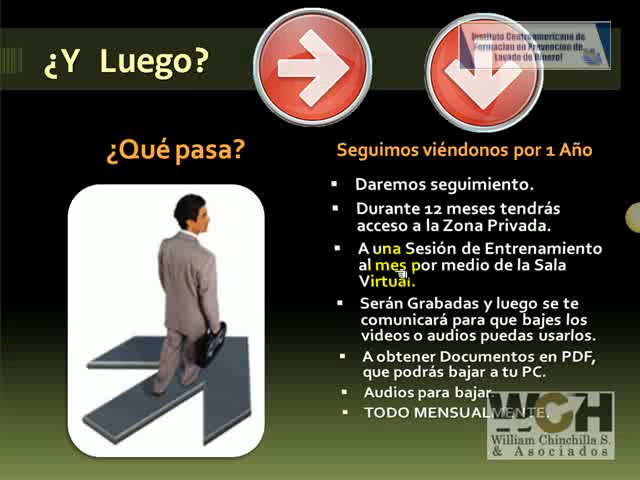 ¿Y Luego?
Instituto Centroamericano de
Formacion en Prevencion de
Lavado de Dinero!
¿Qué pasa?
Seguimos viéndonos por 1 Año
Daremos seguimiento.
Durante 12 meses tendrás
acceso a la Zona Privada.
A una Sesión de Entrenamiento
al mes por medio de la Sala
Virtual.
Serán Grabadas y luego se te
comunicará para que bajes los
videos o audios puedas usarlos.
A obtener Documentos en PDF,
que podrás bajar a tu PC.
Audios para bajar.
TODO MENSUALMENTE.
WCH
William Chinchilla S.
& Asociados